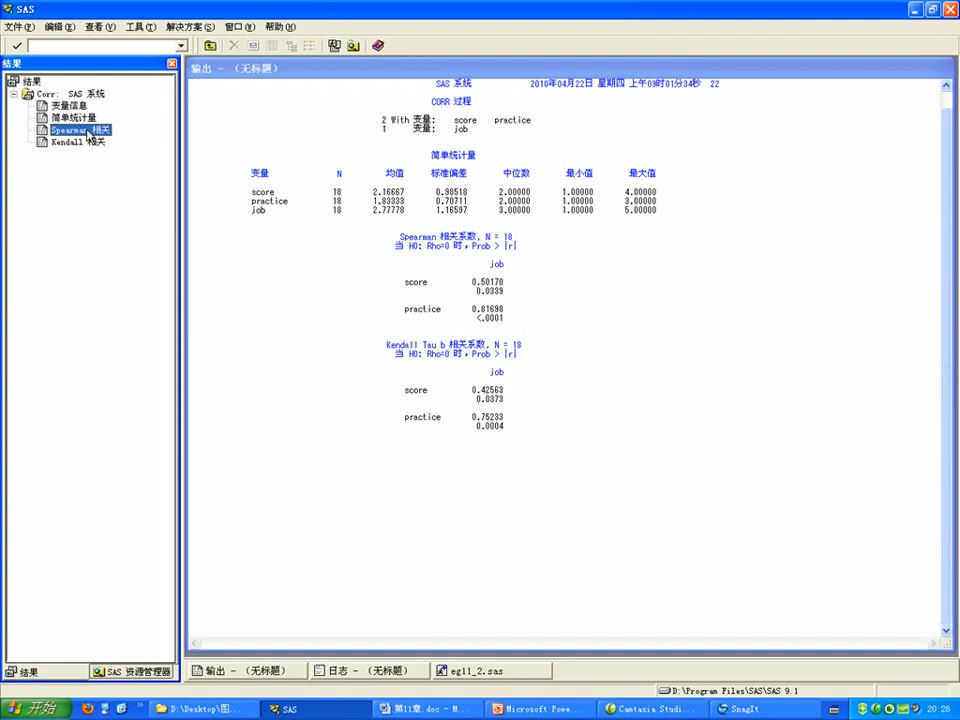 SAS
文件(F) 编辑(E) 查看(V) 工具(T) 解决方案(S) 窗口(W) 帮助(H)
结果
结果
Corr: SAS 系统
变量信息
简单统计量
Spearman 相关
Kendall 相关
输出 - (无标题)
SAS 系统 2010年04月22日 星期四 上午09时01分34秒 22
CORR 过程
2 With 变量: score practice
1 变量: job
简单统计量
变量 N 均值 标准偏差 中位数 最小值 最大值
score 18 2.16667 0.98518 2.00000 1.00000 4.00000
practice 18 1.83333 0.70711 2.00000 1.00000 3.00000
job 18 2.77778 1.16597 3.00000 1.00000 5.00000
Spearman 相关系数, N = 18
当 H0: Rho=0 时，Prob > |r|
job
score 0.50170
0.0339
practice 0.81698
<.0001
Kendall Tau b 相关系数, N = 18
当 H0: Rho=0 时，Prob > |r|
job
score 0.42563
0.0373
practice 0.75233
0.0004
结果 SAS 资源管理器 输出 - (无标题) 日志 - (无标题) eg11_2.sas
D:\Program Files\SAS\SAS 9.1
开始 D:\Desktop\图... SAS 第11章.doc - M... Microsoft Powe... Camtasia Studi... SnagIt 20:28